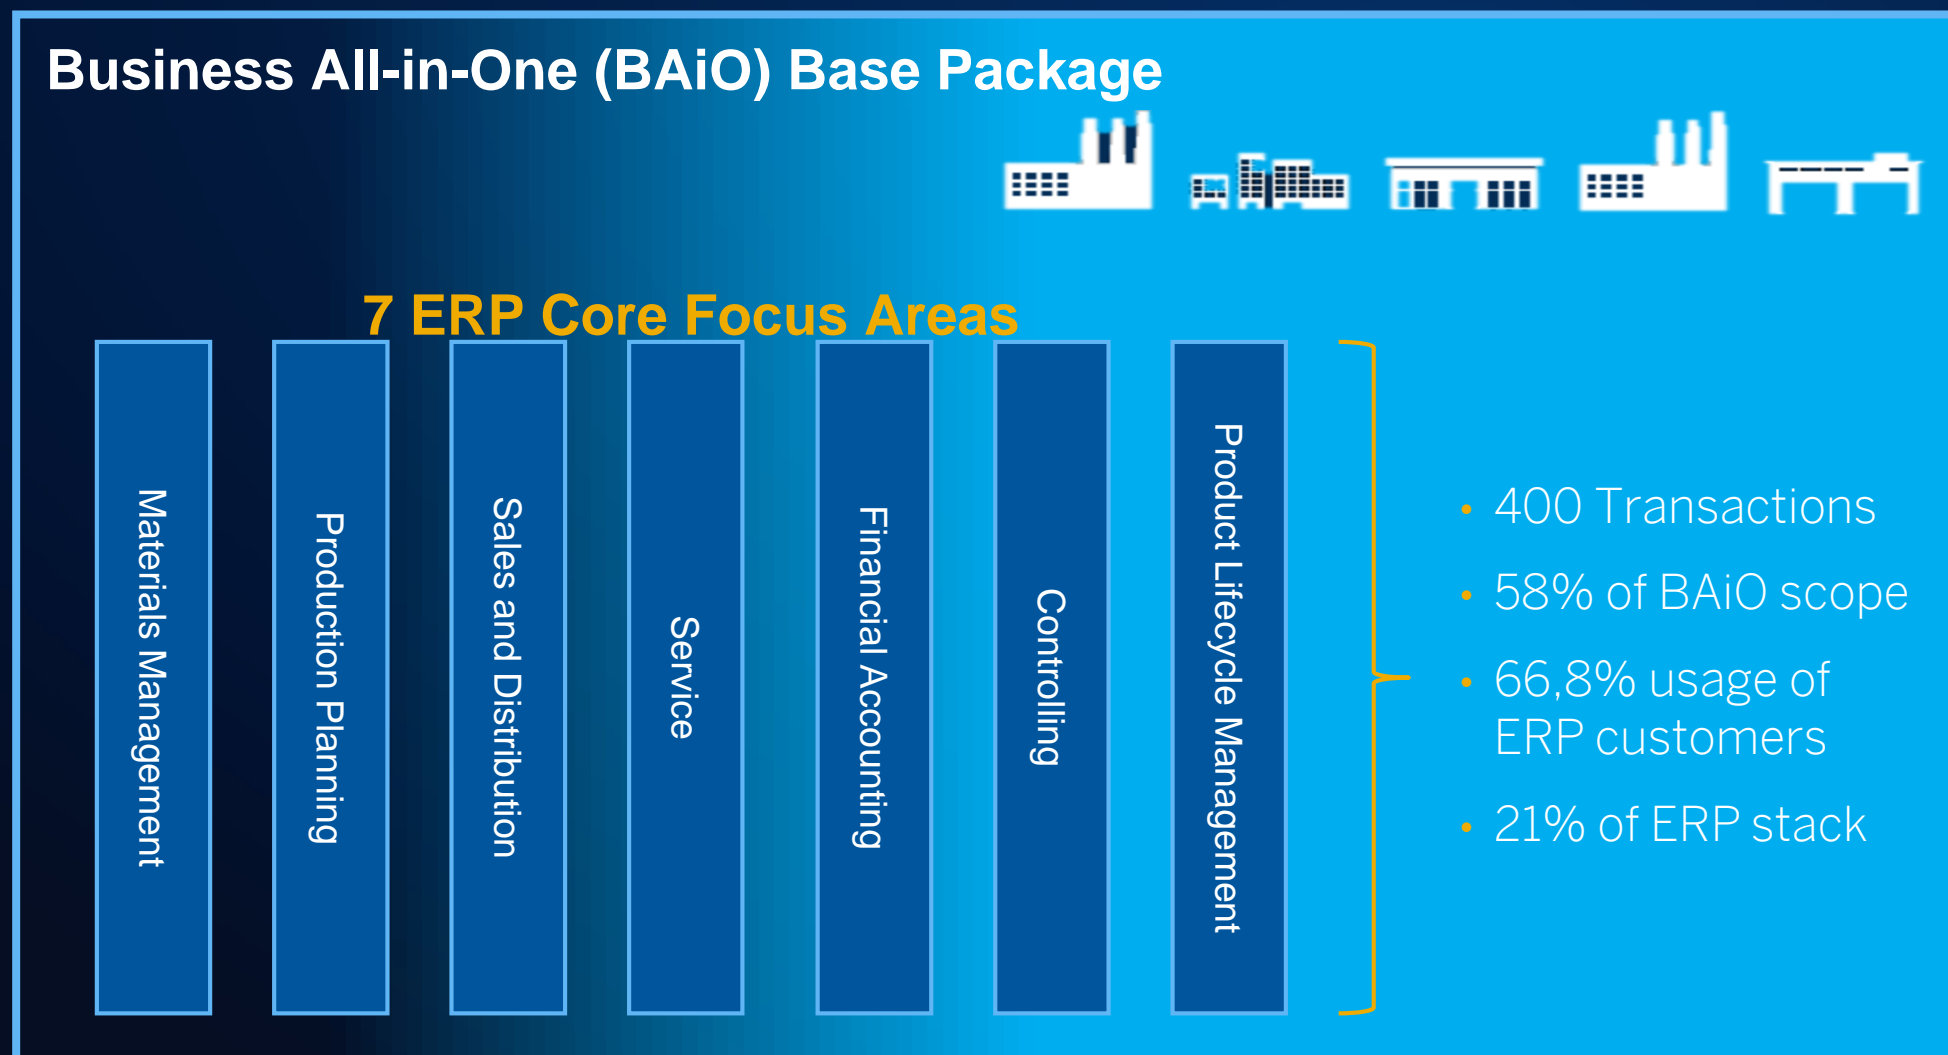 Business All-in-One (BAiO) Base Package
7 ERP Core Focus Areas
Materials Management
Production Planning
Sales and Distribution
Service
Financial Accounting
Controlling
Product Lifecycle Management
• 400 Transactions
• 58% of BAiO scope
• 66,8% usage of
ERP customers
• 21% of ERP stack